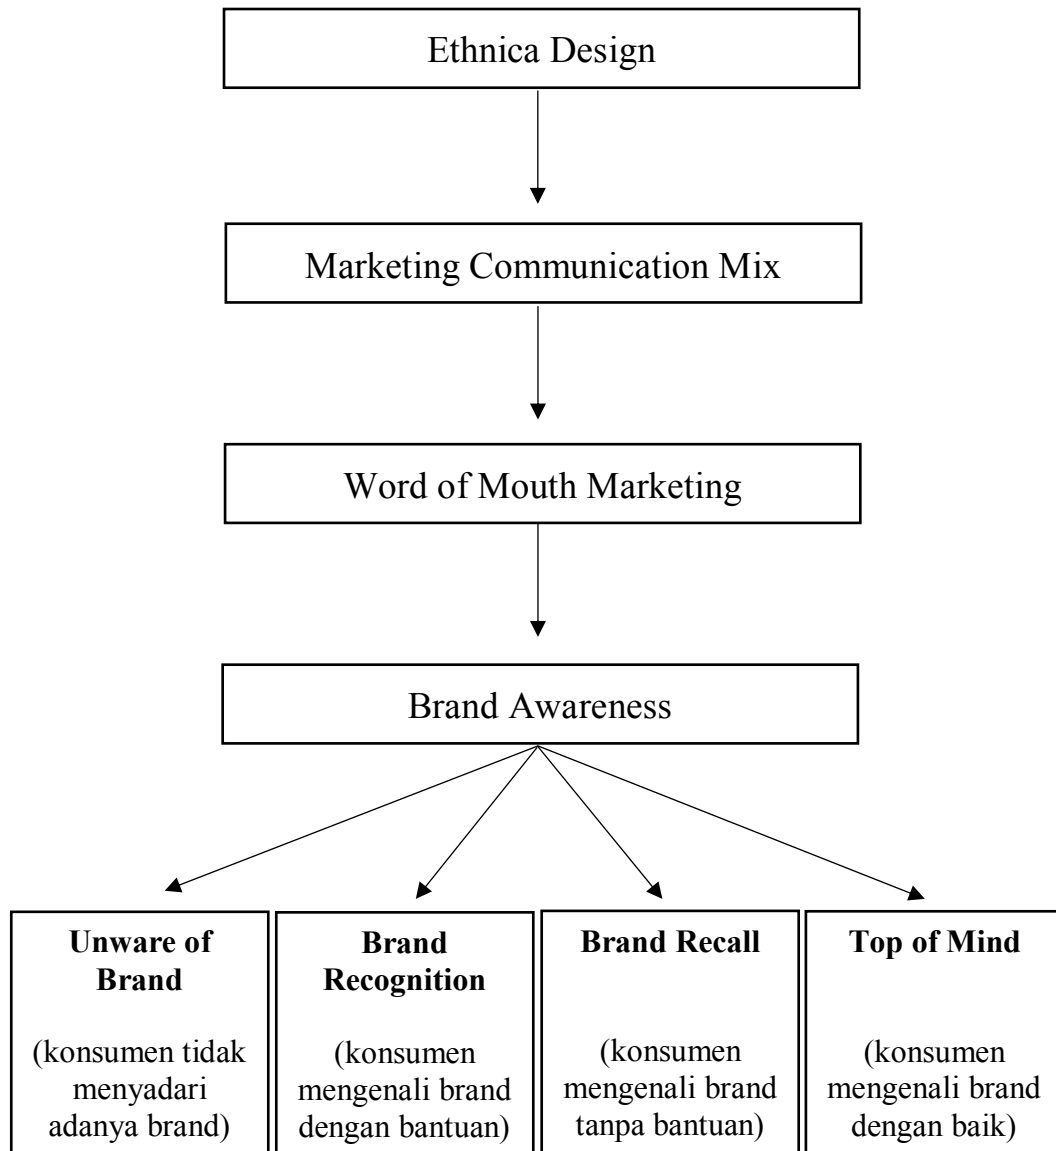 Ethnica Design
Marketing Communication Mix
Word of Mouth Marketing
Brand Awareness
Unware of
Brand
(konsumen tidak
menyadari
adanya brand)
Brand
Recognition
(konsumen
mengenali brand
dengan bantuan)
Brand Recall
(konsumen
mengenali brand
tanpa bantuan)
Top of Mind
(konsumen
mengenali brand
dengan baik)